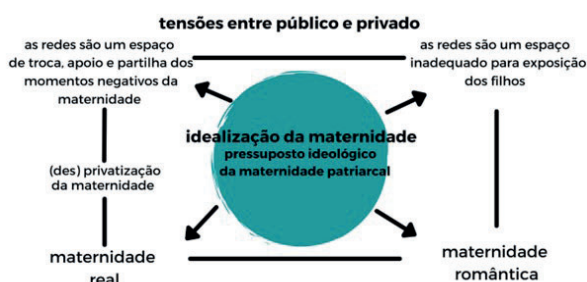 tensões entre público e privado
as redes são um espaço
de troca, apoio e partilha dos
momentos negativos da
maternidade
as redes são um espaço
inadequado para exposição
dos filhos
idealização da maternidade
pressuposto ideológico
da maternidade patriarcal
(des) privatização
da maternidade
maternidade
real
maternidade
romântica